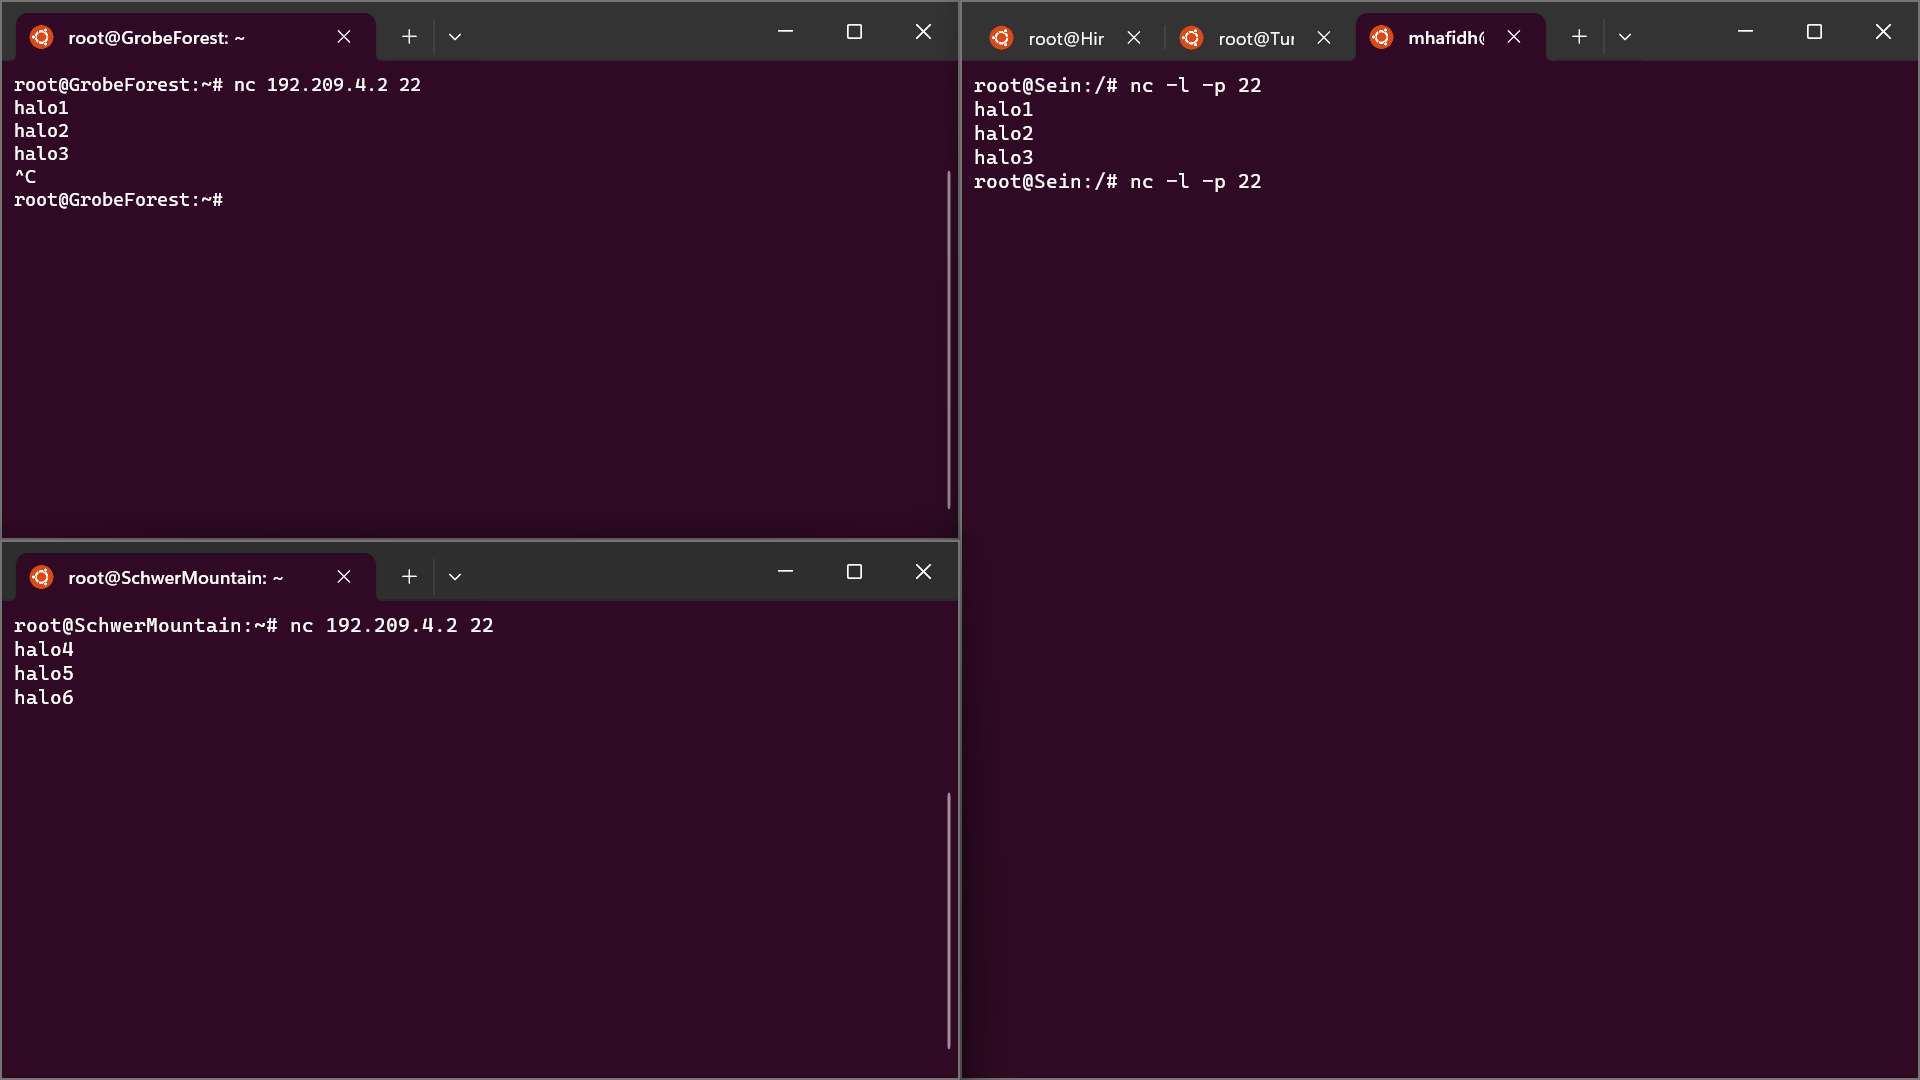 root@GrobeForest: ~
root@GrobeForest:~# nc 192.209.4.2 22
halo1
halo2
halo3
^C
root@GrobeForest:~#
root@SchwerMountain: ~
root@SchwerMountain:~# nc 192.209.4.2 22
halo4
halo5
halo6
root@Hir root@Tur mhafidh@
root@Sein:/# nc -l -p 22
halo1
halo2
halo3
root@Sein:/# nc -l -p 22